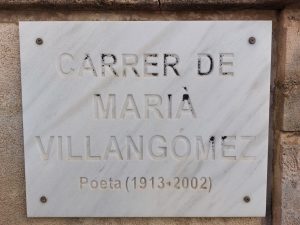 CARRER DE
MARIÀ
VILLANGÓMEZ
Poeta (1913-2002)